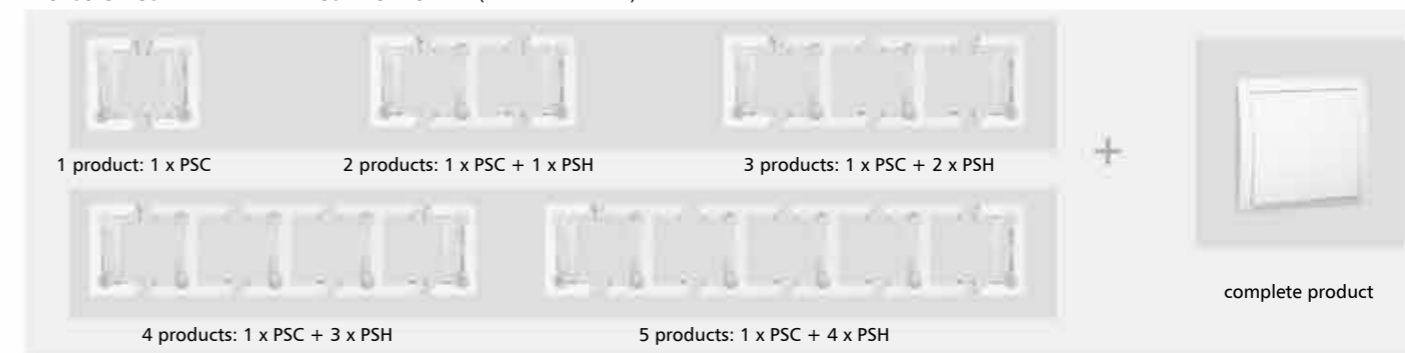 1 product: 1 x PSC
2 products: 1 x PSC + 1 x PSH
3 products: 1 x PSC + 2 x PSH
+
4 products: 1 x PSC + 3 x PSH
5 products: 1 x PSC + 4 x PSH
complete product